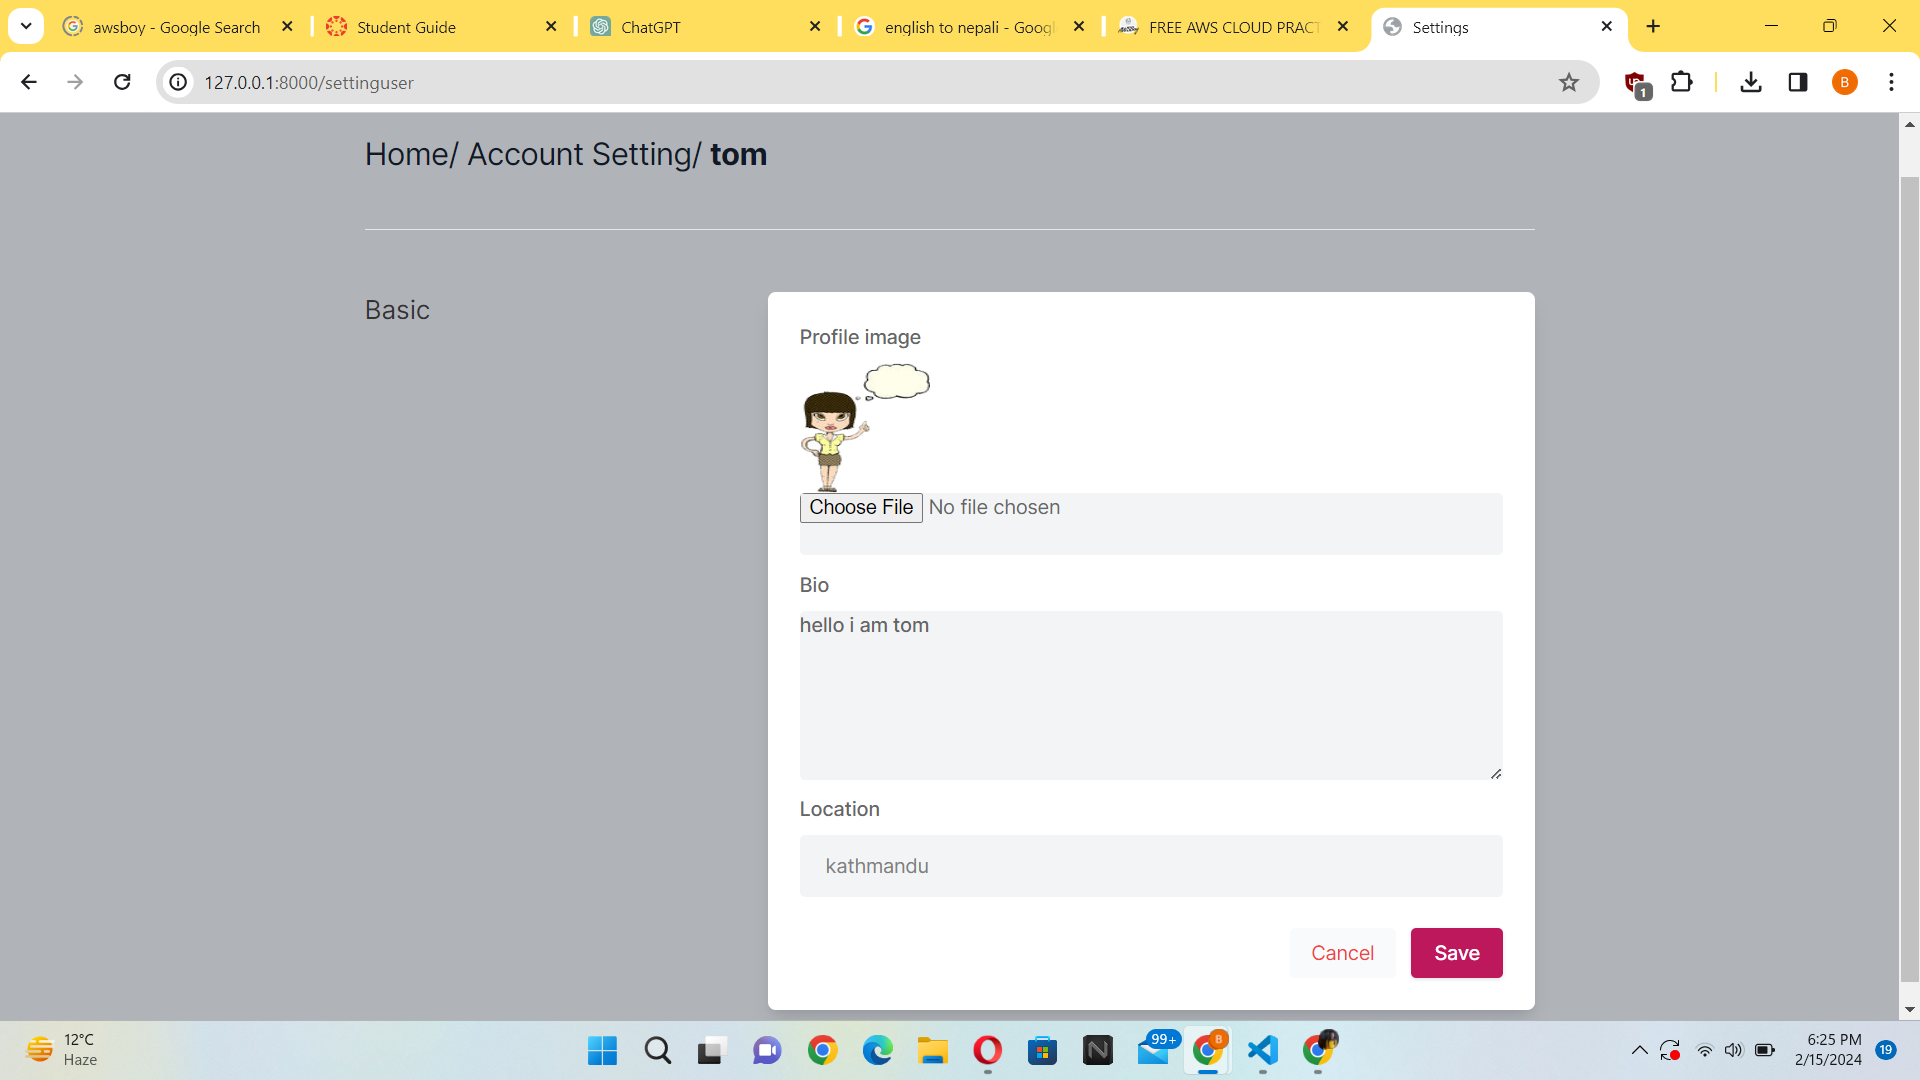 awsboy - Google Search
Student Guide
ChatGPT
english to nepali - Goog
FREE AWS CLOUD PRACT
Settings
127.0.0.1:8000/settinguser
1
B
Home/ Account Setting/ tom
Basic
Profile image
Choose File No file chosen
Bio
hello i am tom
Location
kathmandu
Cancel
Save
12°C
Haze
99+
B
6:25 PM
2/15/2024
19